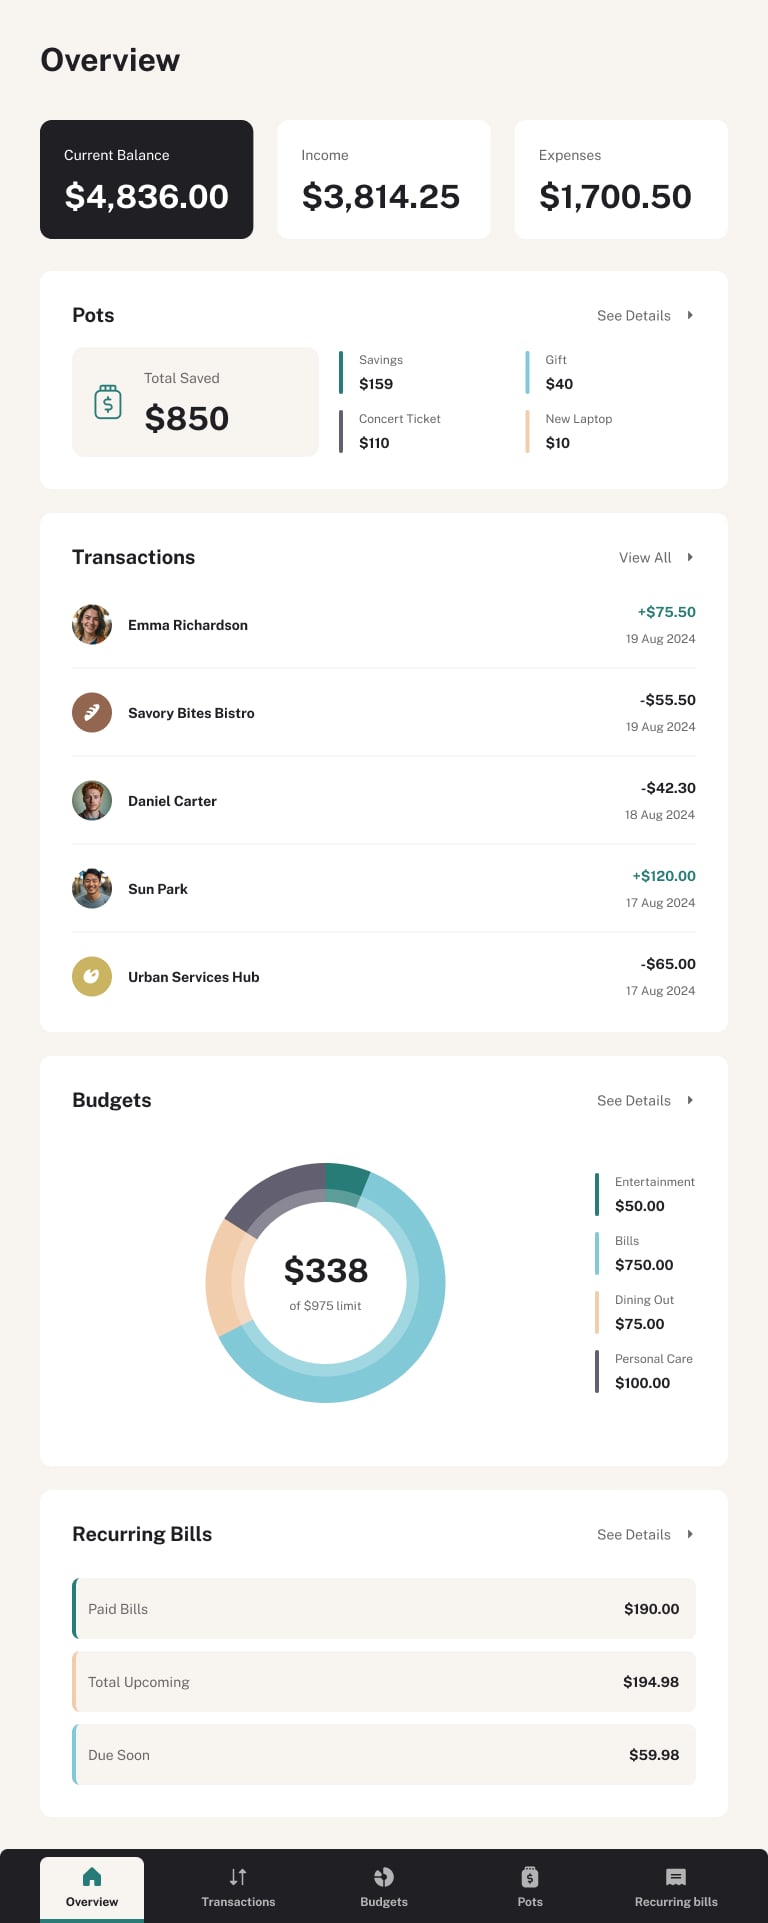 Overview
Current Balance
$4,836.00
Income
$3,814.25
Expenses
$1,700.50
Pots
See Details
Total Saved
$850
Savings
$159
Gift
$40
Concert Ticket
$110
New Laptop
$10
Transactions
View All
Emma Richardson
+$75.50
19 Aug 2024
Savory Bites Bistro
-$55.50
19 Aug 2024
Daniel Carter
-$42.30
18 Aug 2024
Sun Park
+$120.00
17 Aug 2024
Urban Services Hub
-$65.00
17 Aug 2024
Budgets
See Details
$338
of $975 limit
Entertainment
$50.00
Bills
$750.00
Dining Out
$75.00
Personal Care
$100.00
Recurring Bills
See Details
Paid Bills
$190.00
Total Upcoming
$194.98
Due Soon
$59.98
Overview
Transactions
Budgets
Pots
Recurring bills